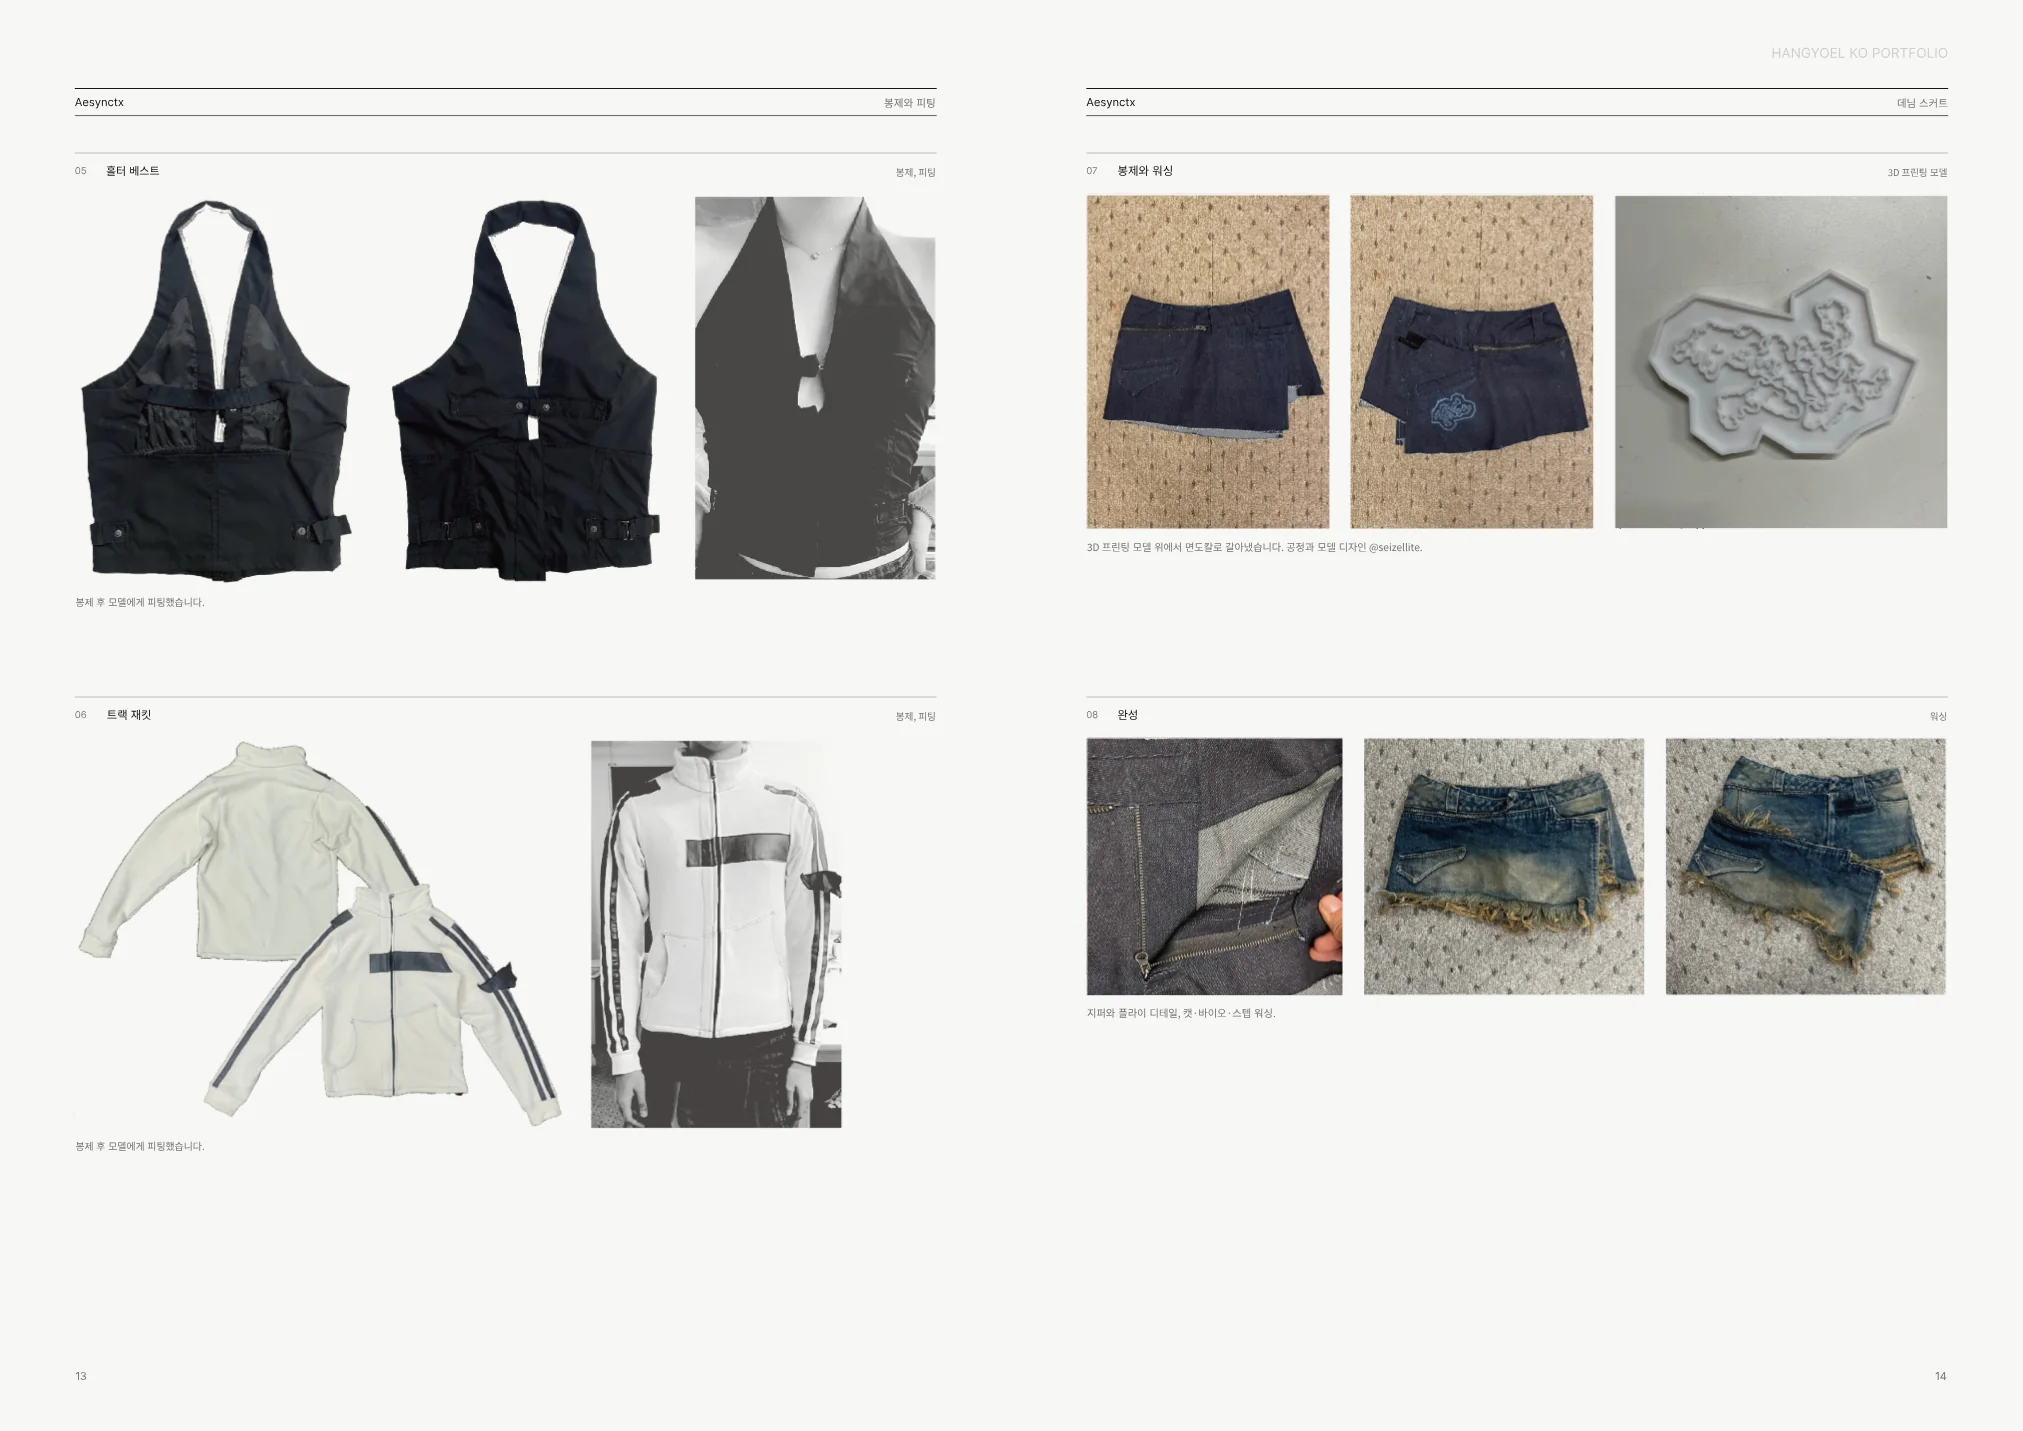 HANGYOEL KO PORTFOLIO
Aesynctx
봉제와 피팅
05 홀터 베스트
봉제, 피팅
봉제 후 모델에게 피팅했습니다.
06 트랙 재킷
봉제, 피팅
봉제 후 모델에게 피팅했습니다.
13
Aesynctx
데님 스커트
07 봉제와 워싱
3D 프린팅 모델
3D 프린팅 모델 위에서 면도칼로 갈아냈습니다. 공정과 모델 디자인 @seizellite.
08 완성
워싱
지퍼와 플라이 디테일, 캣·바이오·스텝 워싱.
14